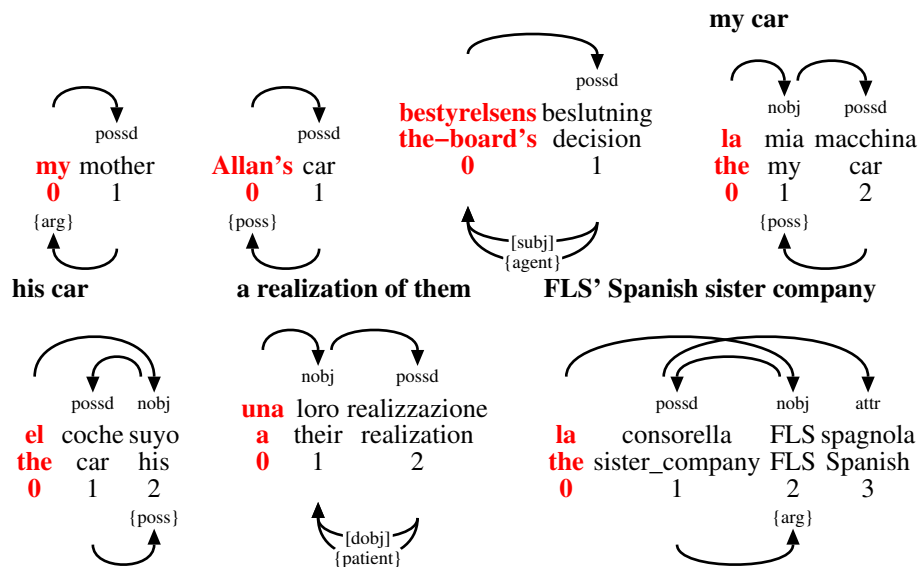 my car
possd
my mother
0 1
{arg}
possd
Allan's car
0 1
{poss}
possd
bestyrelsens beslutning
the−board's decision
0 1
[subj]
{agent}
nobj possd
la mia macchina
the my car
0 1 2
{poss}
his car
a realization of them
FLS' Spanish sister company
possd nobj
el coche suyo
the car his
0 1 2
{poss}
nobj possd
una loro realizzazione
a their realization
0 1 2
[dobj]
{patient}
possd nobj attr
la consorella FLS spagnola
the sister_company FLS Spanish
0 1 2 3
{arg}